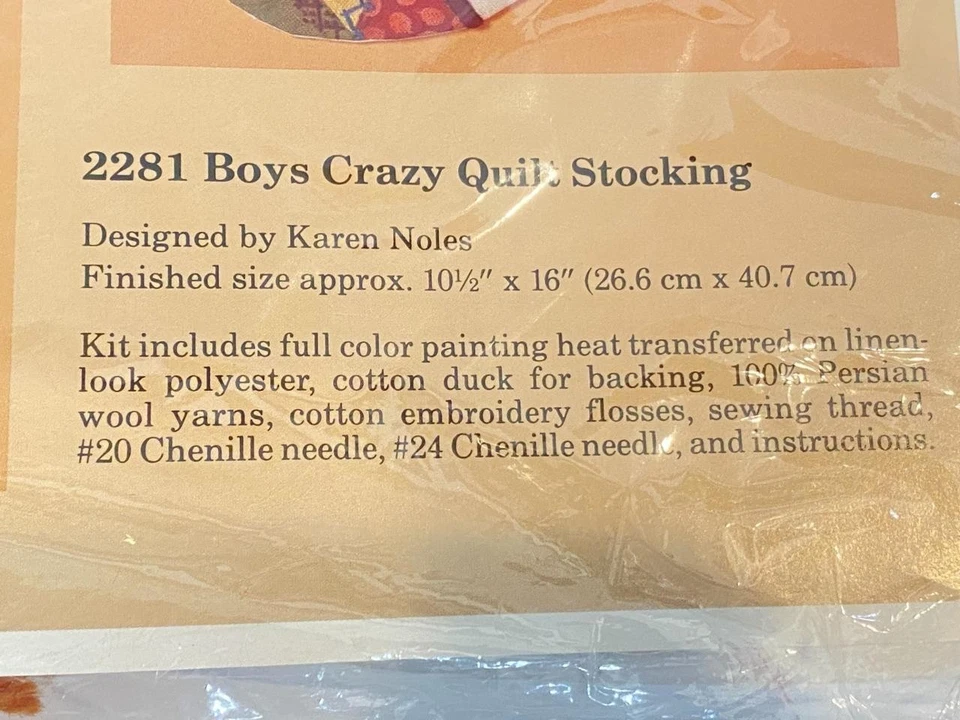 2281 Boys Crazy Quilt Stocking
Designed by Karen Noles
Finished size approx. 10½" x 16" (26.6 cm x 40.7 cm)
Kit includes full color painting heat transferred on linen-
look polyester, cotton duck for backing, 100% Persian
wool yarns, cotton embroidery flosses, sewing thread,
#20 Chenille needle, #24 Chenille needle, and instructions.